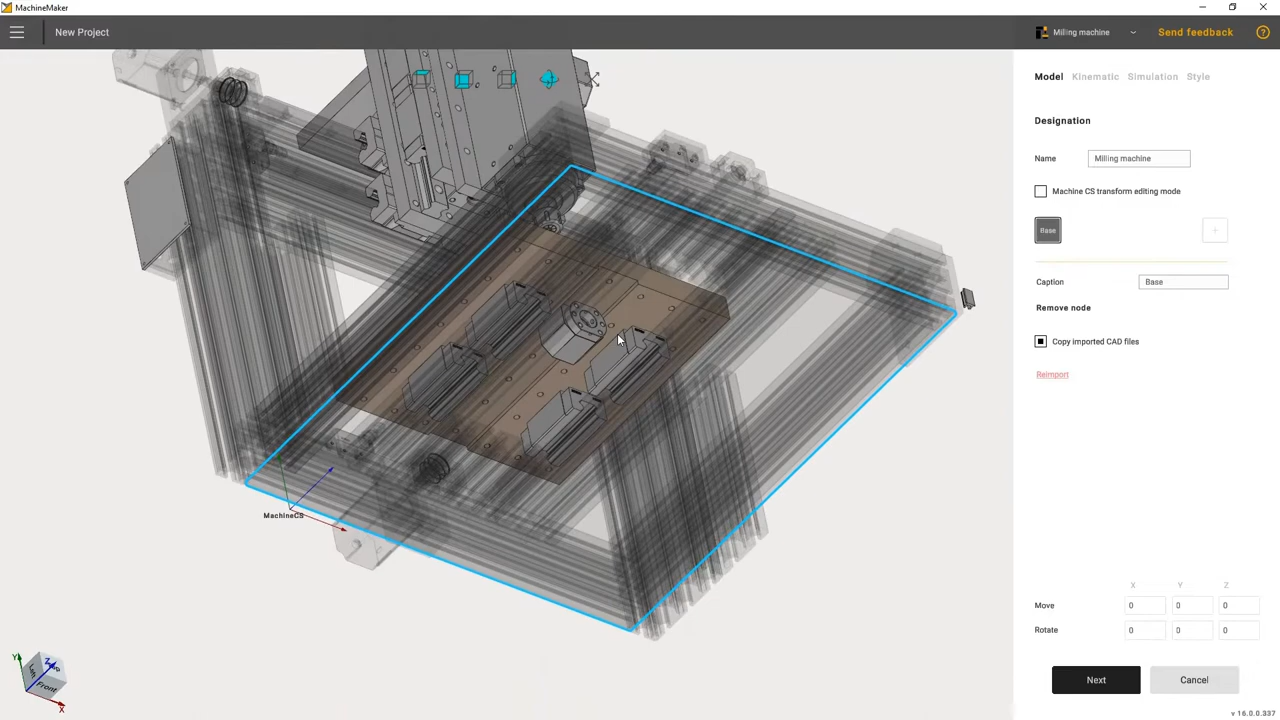 MachineMaker
New Project
Milling machine
Send feedback
?
Model Kinematic Simulation Style
Designation
Name Milling machine
Machine CS transform editing mode
Base +
Caption Base
Remove node
Copy imported CAD files
Reimport
X Y Z
Move 0 0 0
Rotate 0 0 0
Next Cancel
v 16.0.0.337
MachineCS
Y
Z
Left
Front
X